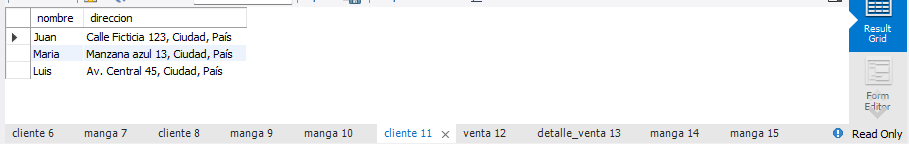 nombre direccion
Juan Calle Ficticia 123, Ciudad, País
Maria Manzana azul 13, Ciudad, País
Luis Av. Central 45, Ciudad, País
Result
Grid
Form
Editor
cliente 6 manga 7 cliente 8 manga 9 manga 10 cliente 11 venta 12 detalle_venta 13 manga 14 manga 15 Read Only